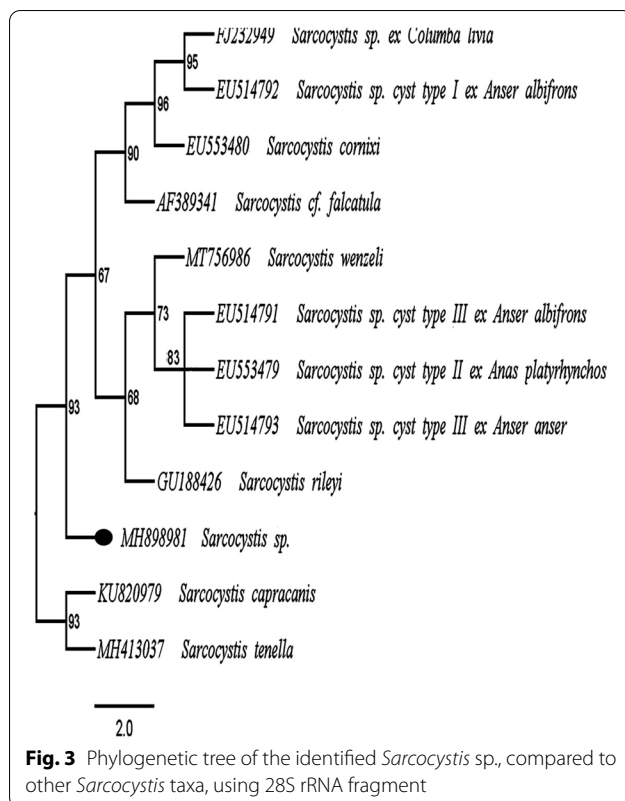 FJ232949 Sarcocystis sp. ex Columba livia
95
EU514792 Sarcocystis sp. cyst type I ex Anser albifrons
96
EU553480 Sarcocystis cornixi
90
AF389341 Sarcocystis cf. falcatula
67
MT756986 Sarcocystis wenzeli
73
EU514791 Sarcocystis sp. cyst type III ex Anser albifrons
83
EU553479 Sarcocystis sp. cyst type II ex Anas platyrhynchos
68
93
EU514793 Sarcocystis sp. cyst type III ex Anser anser
GU188426 Sarcocystis rileyi
MH898981 Sarcocystis sp.
KU820979 Sarcocystis capracanis
93
MH413037 Sarcocystis tenella
2.0
Fig. 3 Phylogenetic tree of the identified Sarcocystis sp., compared to
other Sarcocystis taxa, using 28S rRNA fragment